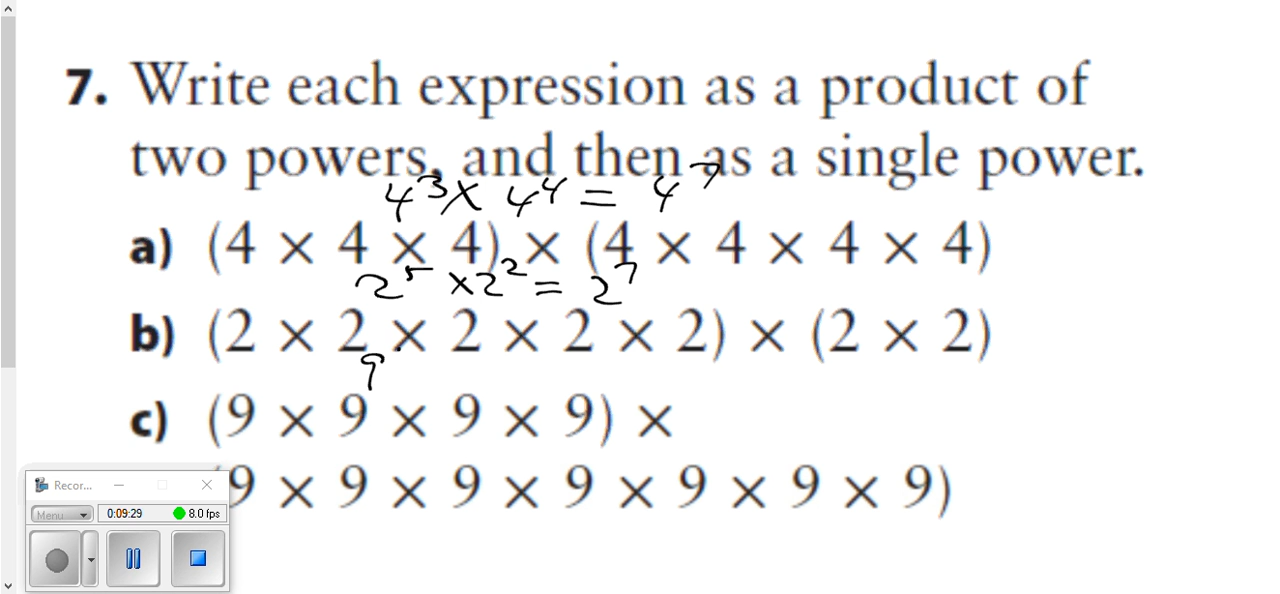 7. Write each expression as a product of
two powers, and then as a single power.
4³ × 4⁴ = 4⁷
a) (4 × 4 × 4) × (4 × 4 × 4 × 4)
2⁵ × 2² = 2⁷
b) (2 × 2 × 2 × 2 × 2) × (2 × 2)
9
c) (9 × 9 × 9 × 9) ×
(9 × 9 × 9 × 9 × 9 × 9 × 9)
Recor...
Menu 0:09:29 8.0 fps